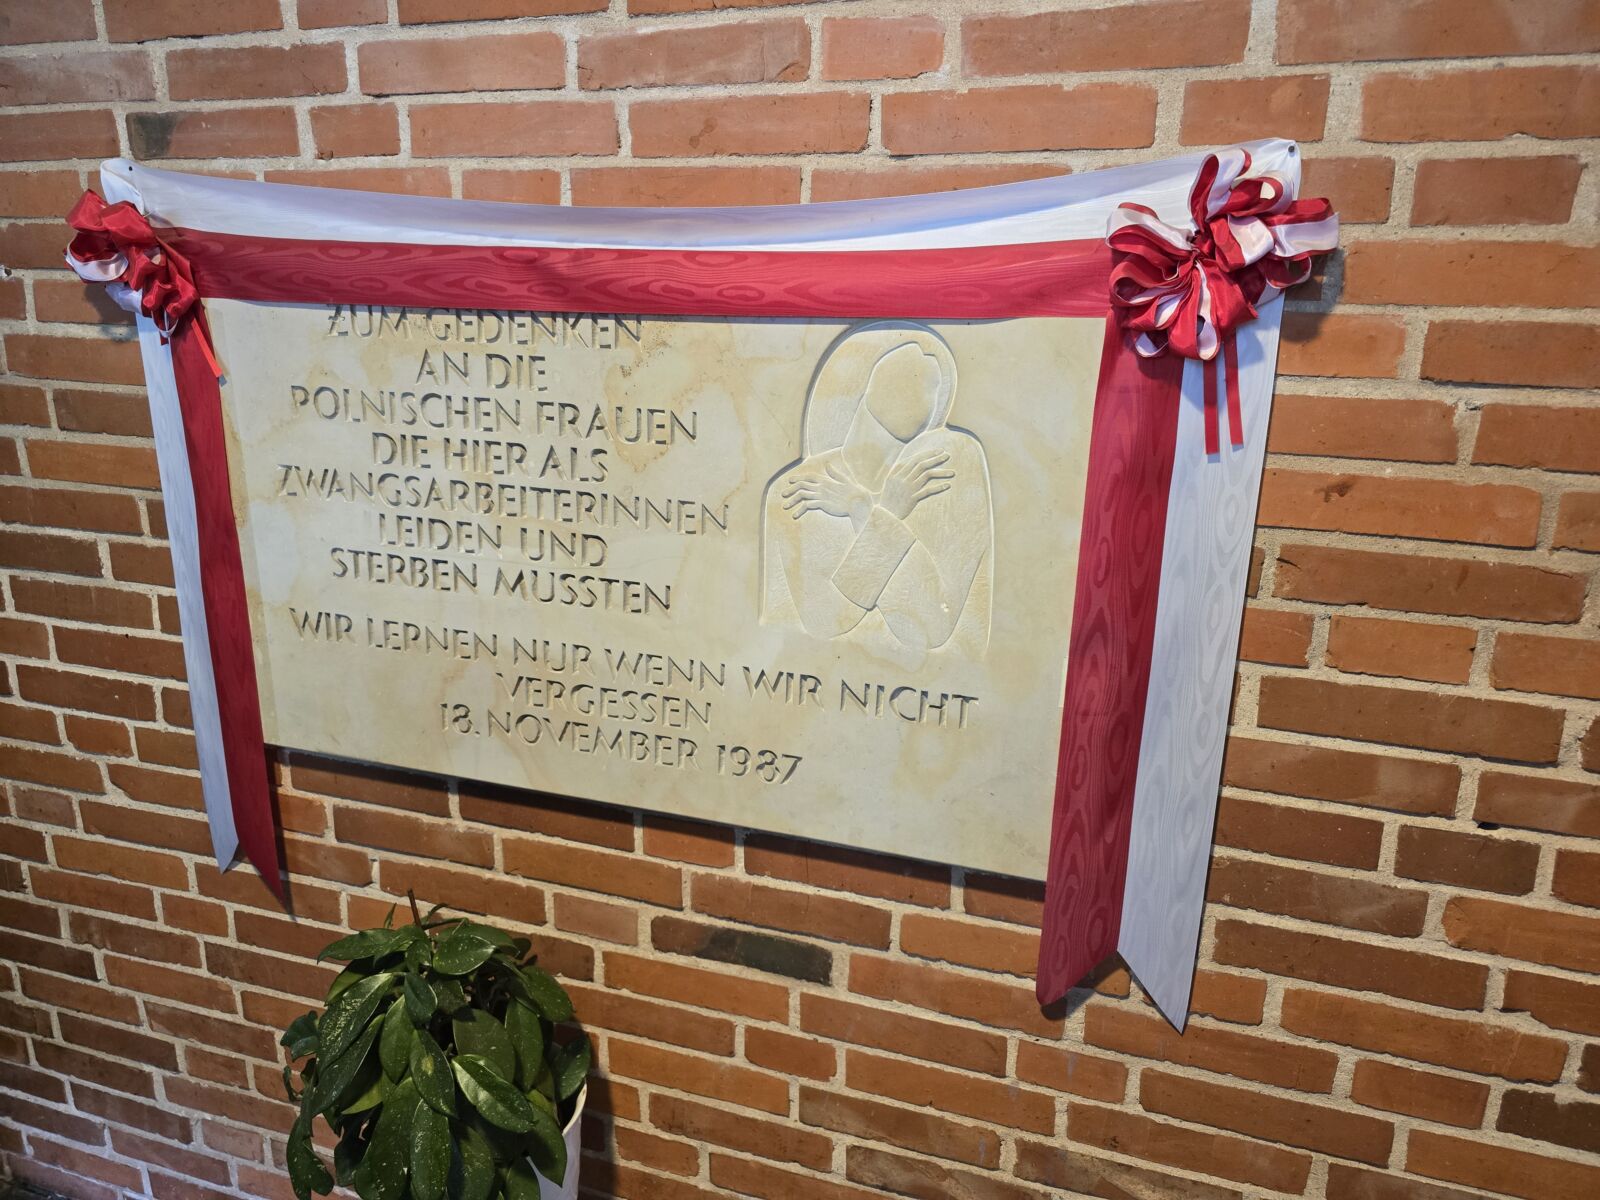 ZUM GEDENKEN
AN DIE
POLNISCHEN FRAUEN
DIE HIER ALS
ZWANGSARBEITERINNEN
LEIDEN UND
STERBEN MUSSTEN
WIR LERNEN NUR WENN WIR NICHT
VERGESSEN
18. NOVEMBER 1987